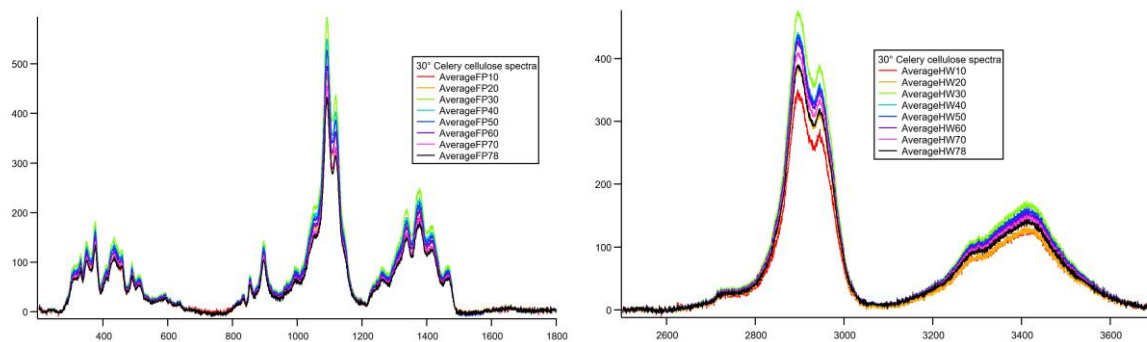 500
400
300
200
100
0
400 600 800 1000 1200 1400 1600 1800
30° Celery cellulose spectra
AverageFP10
AverageFP20
AverageFP30
AverageFP40
AverageFP50
AverageFP60
AverageFP70
AverageFP78
400
300
200
100
0
2600 2800 3000 3200 3400 3600
30° Celery cellulose spectra
AverageHW10
AverageHW20
AverageHW30
AverageHW40
AverageHW50
AverageHW60
AverageHW70
AverageHW78